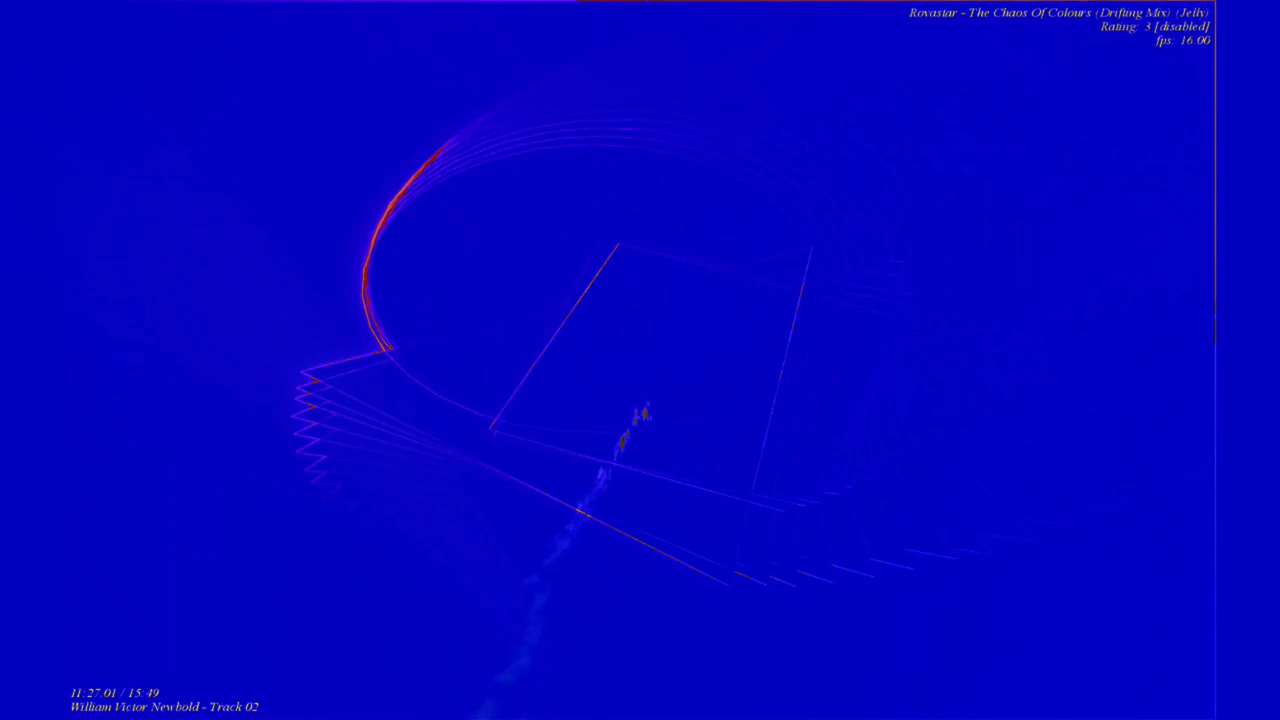 Rovastar - The Chaos Of Colours (Drifting Mix) (Jelly)
Rating: 3 [disabled]
fps: 16.00
11:27.01 / 15:49
William Victor Newbold - Track 02